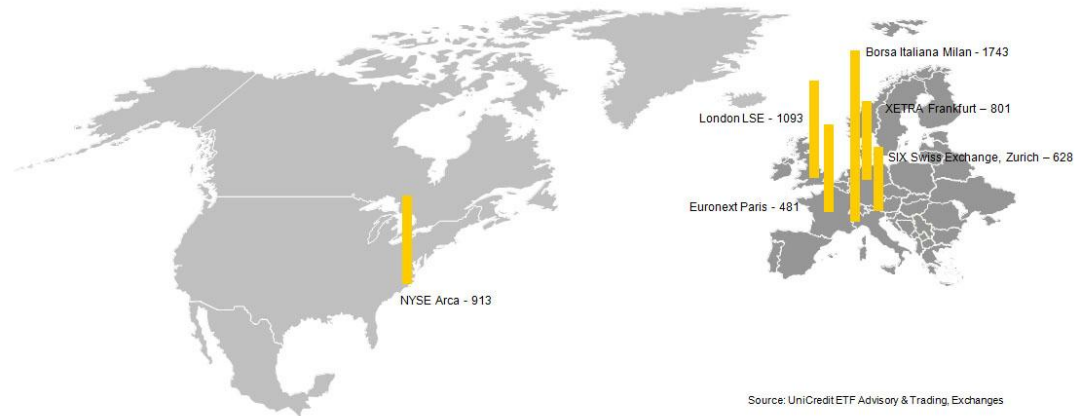 Borsa Italiana Milan - 1743
XETRA Frankfurt – 801
London LSE - 1093
SIX Swiss Exchange, Zurich – 628
Euronext Paris - 481
NYSE Arca - 913
Source: UniCredit ETF Advisory & Trading, Exchanges